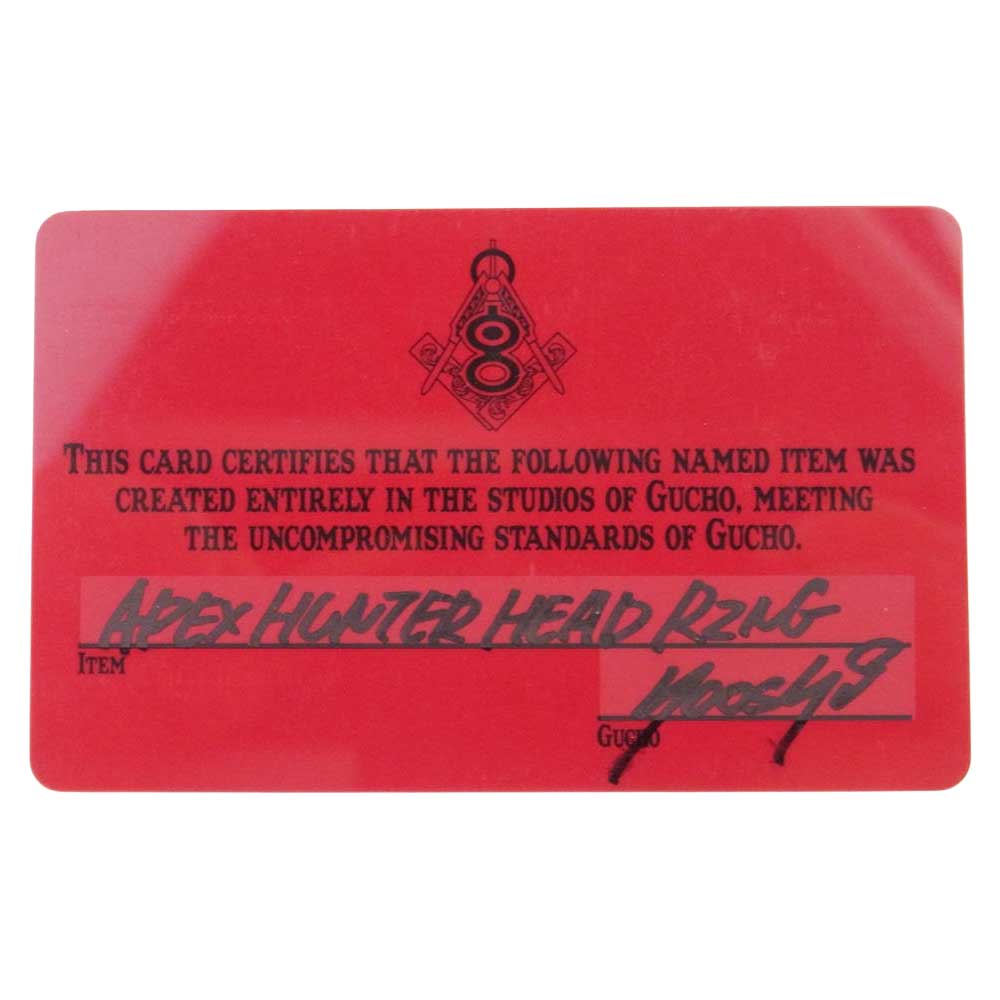 8
THIS CARD CERTIFIES THAT THE FOLLOWING NAMED ITEM WAS
CREATED ENTIRELY IN THE STUDIOS OF GUCHO, MEETING
THE UNCOMPROMISING STANDARDS OF GUCHO.
APEX HUNTER HEAD RING
ITEM
GUCHO